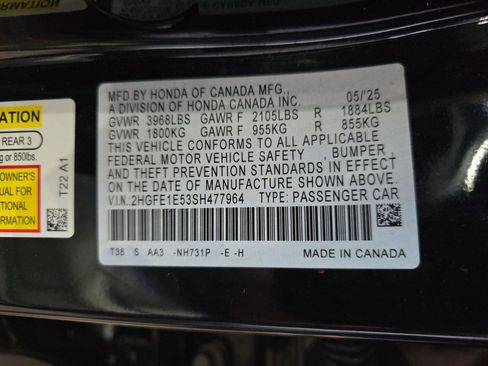 MFD.BY HONDA OF CANADA MFG.,
A DIVISION OF HONDA CANADA INC. 05/'25
GVWR 3968LBS GAWR F 2105LBS R 1884LBS
GVWR 1800KG GAWR F 955KG R 855KG
THIS VEHICLE CONFORMS TO ALL APPLICABLE
FEDERAL MOTOR VEHICLE SAFETY , BUMPER ,
AND THEFT PREVENTION STANDARDS IN EFFECT
ON THE DATE OF MANUFACTURE SHOWN ABOVE.
V.I.N.:2HGFE1E53SH477964 TYPE: PASSENGER CAR
T38 S AA3 -NH731P -E -H
MADE IN CANADA
ATION
REAR 3
g or 850lbs.
OWNER'S
UAL FOR
TIONAL
ORMATION
T22 A1